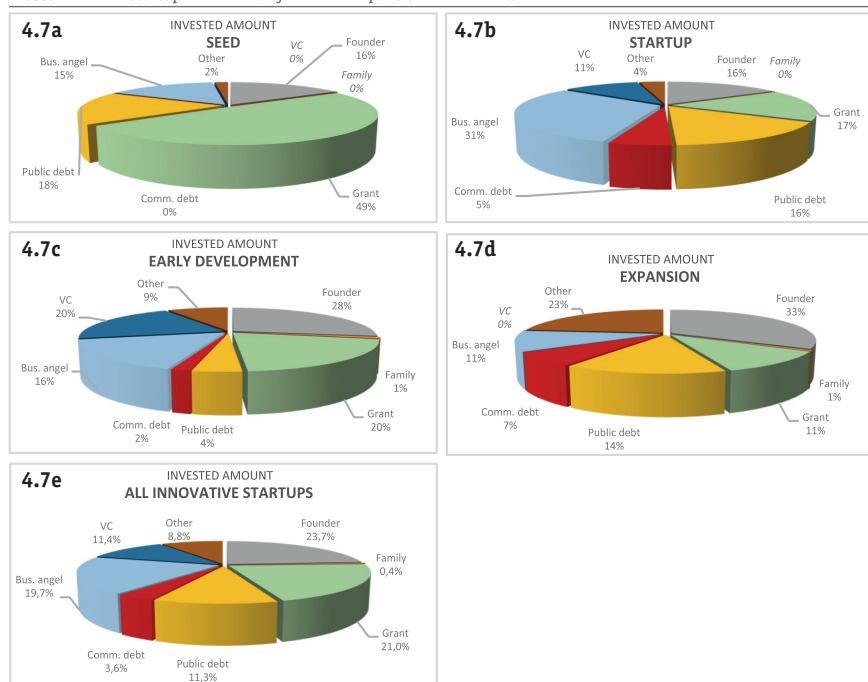 4.7a
INVESTED AMOUNT
SEED
VC
0%
Founder
16%
Family
0%
Other
2%
Bus. angel
15%
Public debt
18%
Comm. debt
0%
Grant
49%
4.7b
INVESTED AMOUNT
STARTUP
VC
11%
Other
4%
Founder
16%
Family
0%
Grant
17%
Bus. angel
31%
Comm. debt
5%
Public debt
16%
4.7c
INVESTED AMOUNT
EARLY DEVELOPMENT
Other
9%
Founder
28%
VC
20%
Bus. angel
16%
Family
1%
Comm. debt
2%
Public debt
4%
Grant
20%
4.7d
INVESTED AMOUNT
EXPANSION
Other
23%
Founder
33%
VC
0%
Bus. angel
11%
Family
1%
Comm. debt
7%
Public debt
14%
Grant
11%
4.7e
INVESTED AMOUNT
ALL INNOVATIVE STARTUPS
VC
11,4%
Other
8,8%
Founder
23,7%
Family
0,4%
Bus. angel
19,7%
Grant
21,0%
Comm. debt
3,6%
Public debt
11,3%